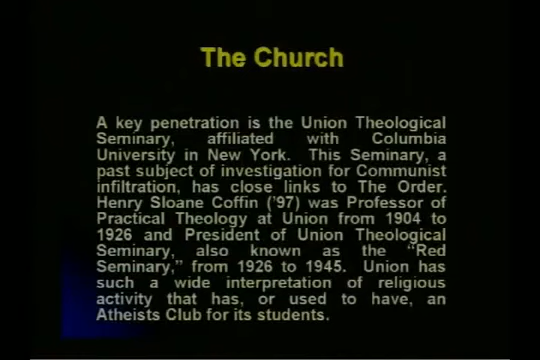 The Church
A key penetration is the Union Theological
Seminary, affiliated with Columbia
University in New York. This Seminary, a
past subject of investigation for Communist
infiltration, has close links to The Order.
Henry Sloane Coffin ('97) was Professor of
Practical Theology at Union from 1904 to
1926 and President of Union Theological
Seminary, also known as the "Red
Seminary," from 1926 to 1945. Union has
such a wide interpretation of religious
activity that has, or used to have, an
Atheists Club for its students.